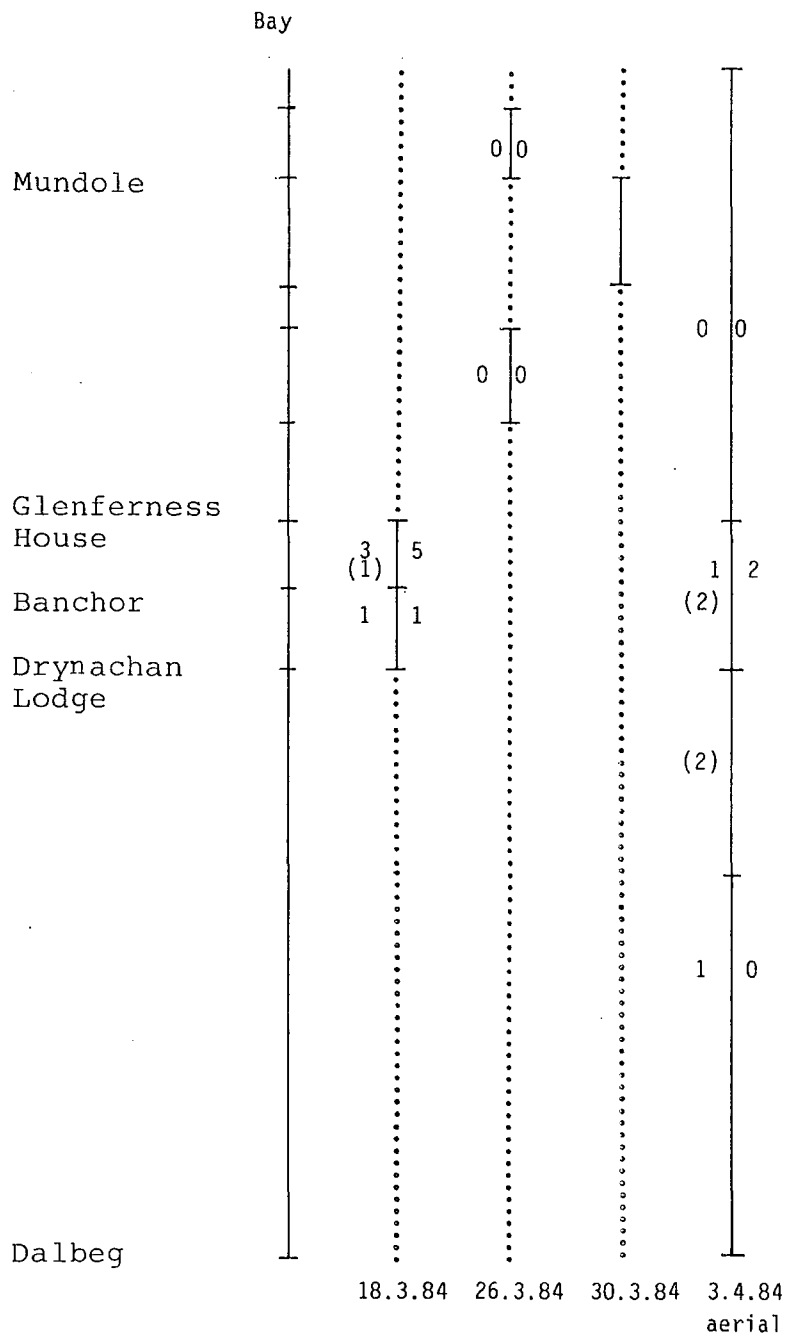 Bay
0 0
Mundole
0 0
0 0
Glenferness
House
3 5
(1)
1 2
Banchor
(2)
1 1
Drynachan
Lodge
(2)
1 0
Dalbeg
18.3.84 26.3.84 30.3.84 3.4.84
aerial